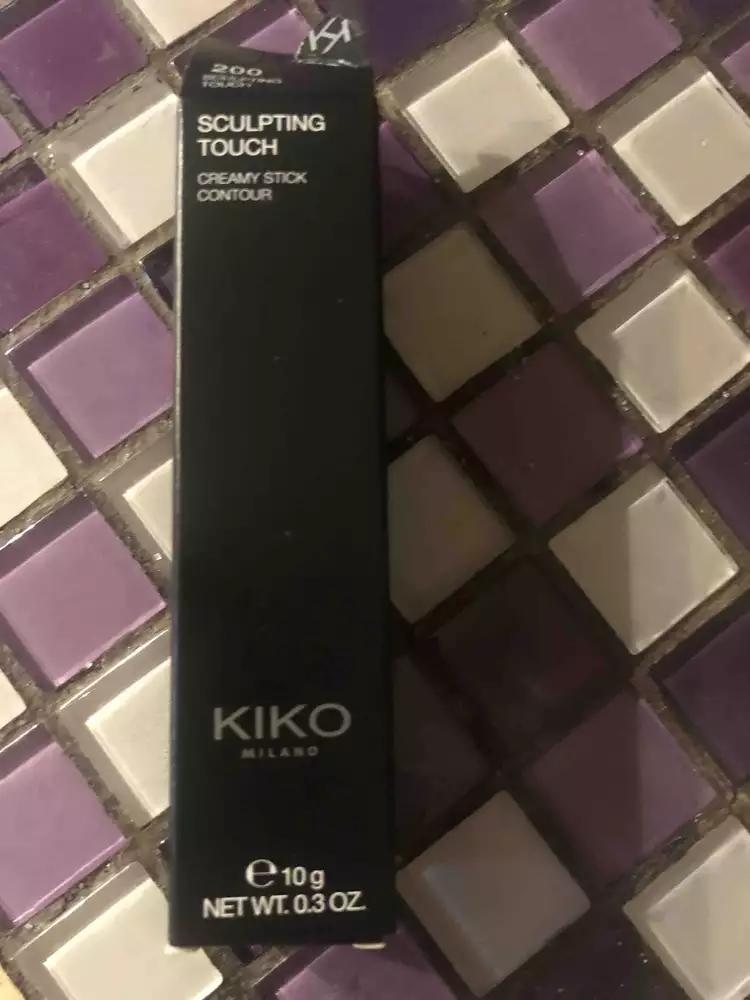 200
SCULPTING
TOUCH
SCULPTING
TOUCH
CREAMY STICK
CONTOUR
KIKO
MILANO
e 10 g
NET WT. 0.3 OZ.